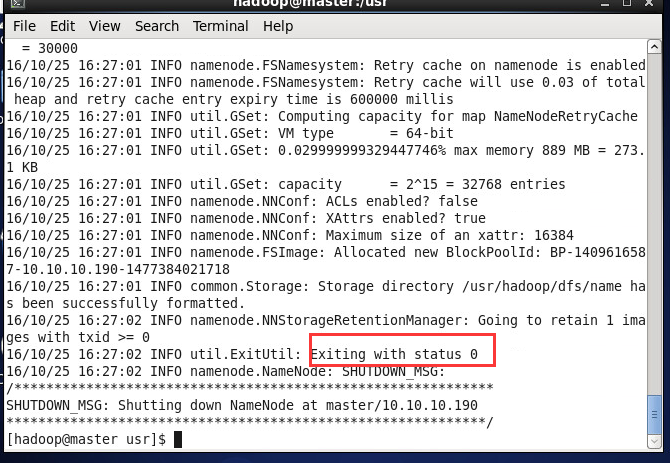 hadoop@master:/usr
File Edit View Search Terminal Help
= 30000
16/10/25 16:27:01 INFO namenode.FSNamesystem: Retry cache on namenode is enabled
16/10/25 16:27:01 INFO namenode.FSNamesystem: Retry cache will use 0.03 of total
heap and retry cache entry expiry time is 600000 millis
16/10/25 16:27:01 INFO util.GSet: Computing capacity for map NameNodeRetryCache
16/10/25 16:27:01 INFO util.GSet: VM type = 64-bit
16/10/25 16:27:01 INFO util.GSet: 0.029999999329447746% max memory 889 MB = 273.
1 KB
16/10/25 16:27:01 INFO util.GSet: capacity = 2^15 = 32768 entries
16/10/25 16:27:01 INFO namenode.NNConf: ACLs enabled? false
16/10/25 16:27:01 INFO namenode.NNConf: XAttrs enabled? true
16/10/25 16:27:01 INFO namenode.NNConf: Maximum size of an xattr: 16384
16/10/25 16:27:01 INFO namenode.FSImage: Allocated new BlockPoolId: BP-140961658
7-10.10.10.190-1477384021718
16/10/25 16:27:01 INFO common.Storage: Storage directory /usr/hadoop/dfs/name ha
s been successfully formatted.
16/10/25 16:27:02 INFO namenode.NNStorageRetentionManager: Going to retain 1 ima
ges with txid >= 0
16/10/25 16:27:02 INFO util.ExitUtil: Exiting with status 0
16/10/25 16:27:02 INFO namenode.NameNode: SHUTDOWN_MSG:
/************************************************************
SHUTDOWN_MSG: Shutting down NameNode at master/10.10.10.190
************************************************************/
[hadoop@master usr]$